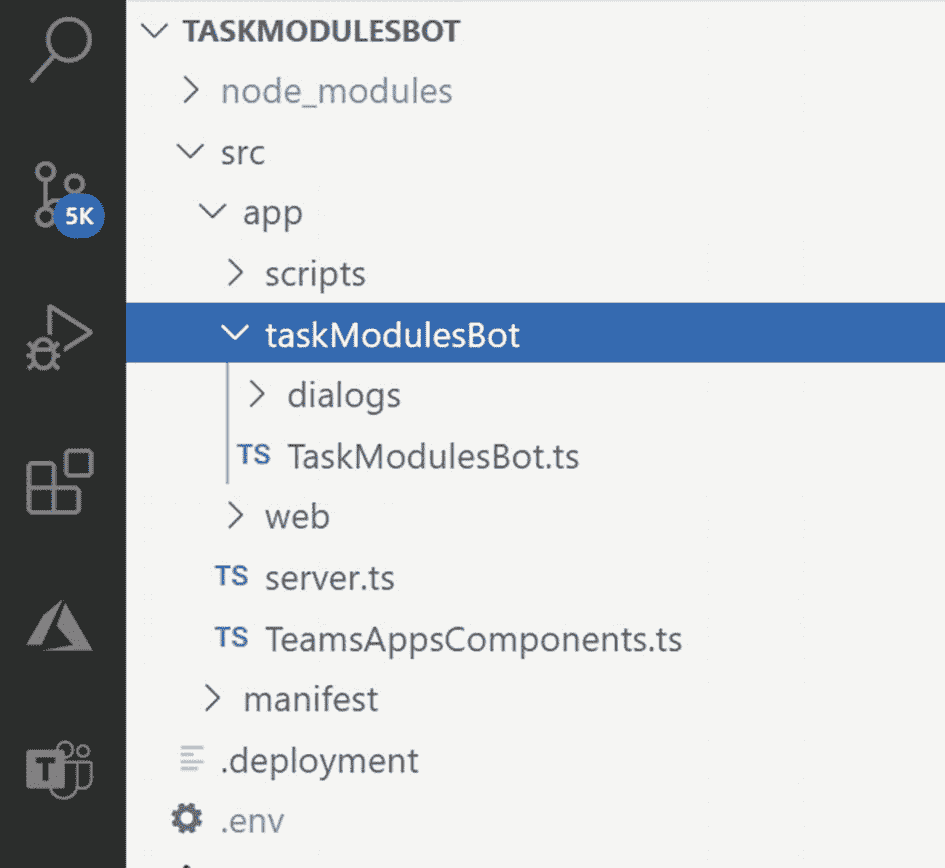 TASKMODULESBOT
node_modules
src
5K
app
scripts
taskModulesBot
dialogs
TS TaskModulesBot.ts
web
TS server.ts
TS TeamsAppsComponents.ts
manifest
T
.deployment
.env